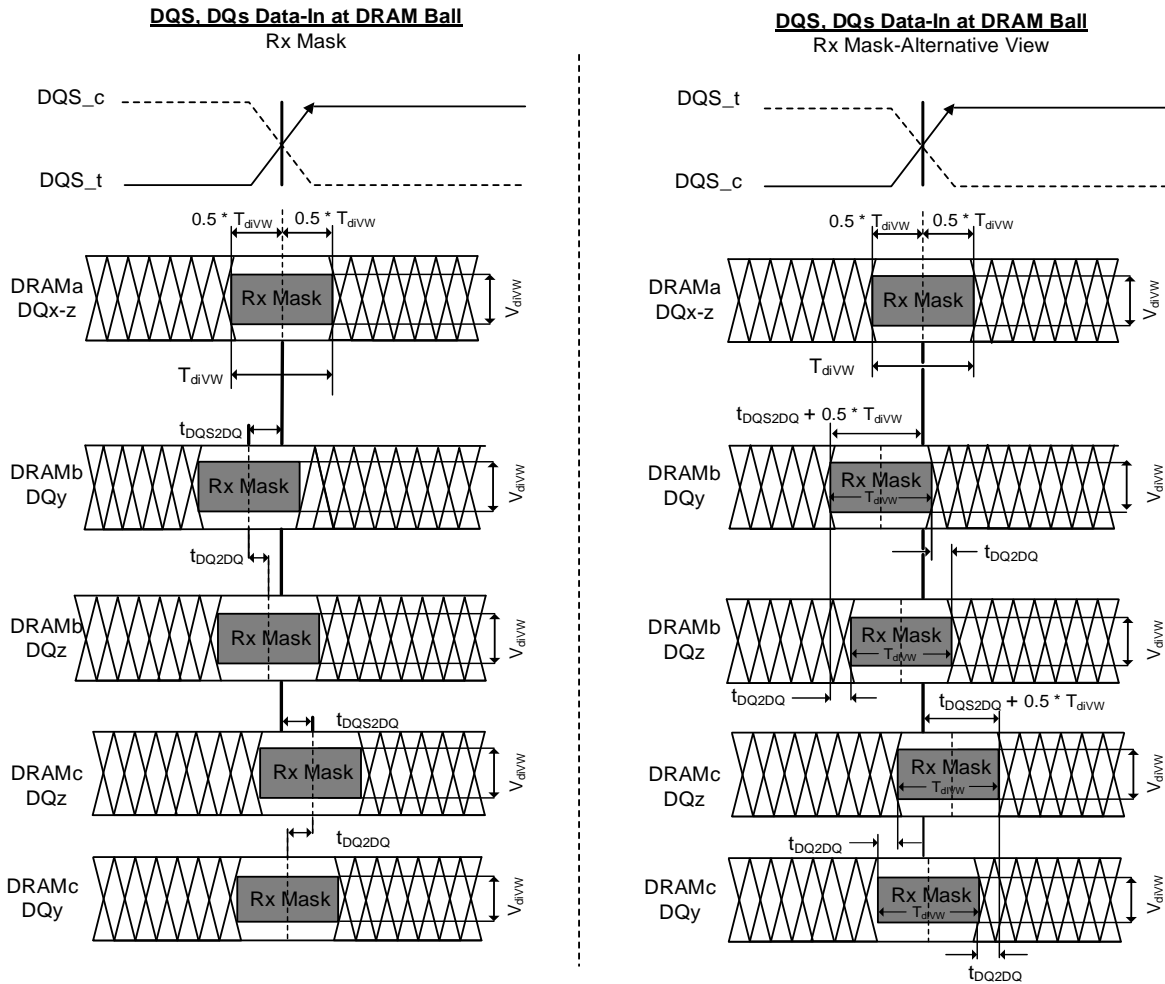 DQS, DQs Data-In at DRAM Ball
Rx Mask
DQS_c
DQS_t
0.5 * TdiVW
0.5 * TdiVW
DRAMa
DQx-z
Rx Mask
VdiVW
TdiVW
tDQS2DQ
DRAMb
DQy
Rx Mask
VdiVW
tDQ2DQ
DRAMb
DQz
Rx Mask
VdiVW
tDQS2DQ
DRAMc
DQz
Rx Mask
VdiVW
tDQ2DQ
DRAMc
DQy
Rx Mask
VdiVW
DQS, DQs Data-In at DRAM Ball
Rx Mask-Alternative View
DQS_t
DQS_c
0.5 * TdiVW
0.5 * TdiVW
DRAMa
DQx-z
Rx Mask
VdiVW
TdiVW
tDQS2DQ + 0.5 * TdiVW
DRAMb
DQy
Rx Mask
TdiVW
VdiVW
tDQ2DQ
DRAMb
DQz
Rx Mask
TdiVW
VdiVW
tDQ2DQ
tDQS2DQ + 0.5 * TdiVW
DRAMc
DQz
Rx Mask
TdiVW
VdiVW
tDQ2DQ
DRAMc
DQy
Rx Mask
TdiVW
VdiVW
tDQ2DQ